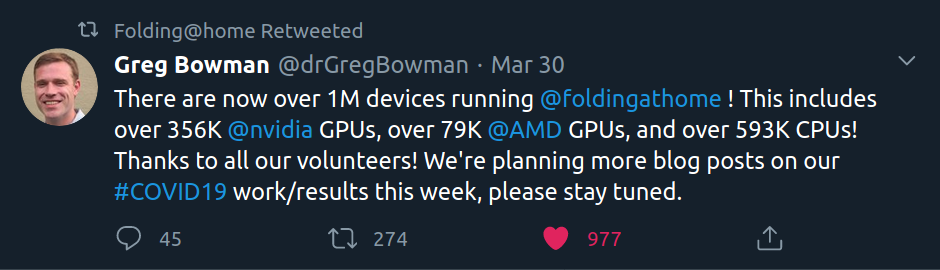 Folding@home Retweeted
Greg Bowman @drGregBowman · Mar 30
There are now over 1M devices running @foldingathome ! This includes
over 356K @nvidia GPUs, over 79K @AMD GPUs, and over 593K CPUs!
Thanks to all our volunteers! We're planning more blog posts on our
#COVID19 work/results this week, please stay tuned.
45 274 977